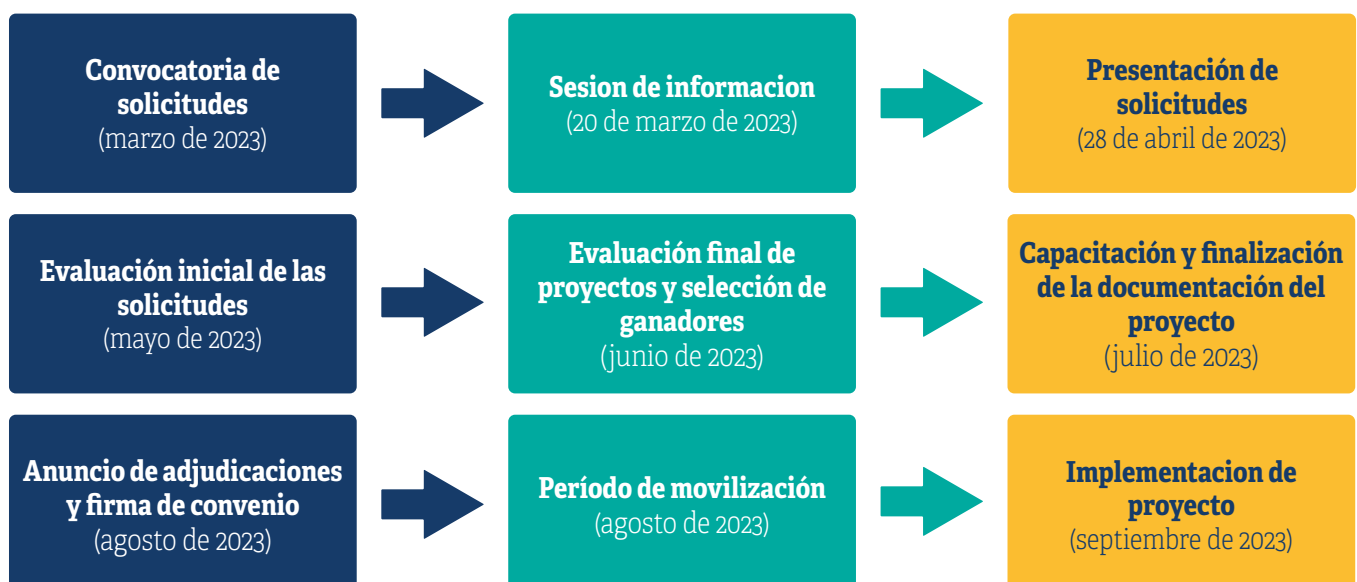 Convocatoria de
solicitudes
(marzo de 2023)
Sesion de informacion
(20 de marzo de 2023)
Presentación de
solicitudes
(28 de abril de 2023)
Evaluación inicial de las
solicitudes
(mayo de 2023)
Evaluación final de
proyectos y selección de
ganadores
(junio de 2023)
Capacitación y finalización
de la documentación del
proyecto
(julio de 2023)
Anuncio de adjudicaciones
y firma de convenio
(agosto de 2023)
Período de movilización
(agosto de 2023)
Implementacion de
proyecto
(septiembre de 2023)